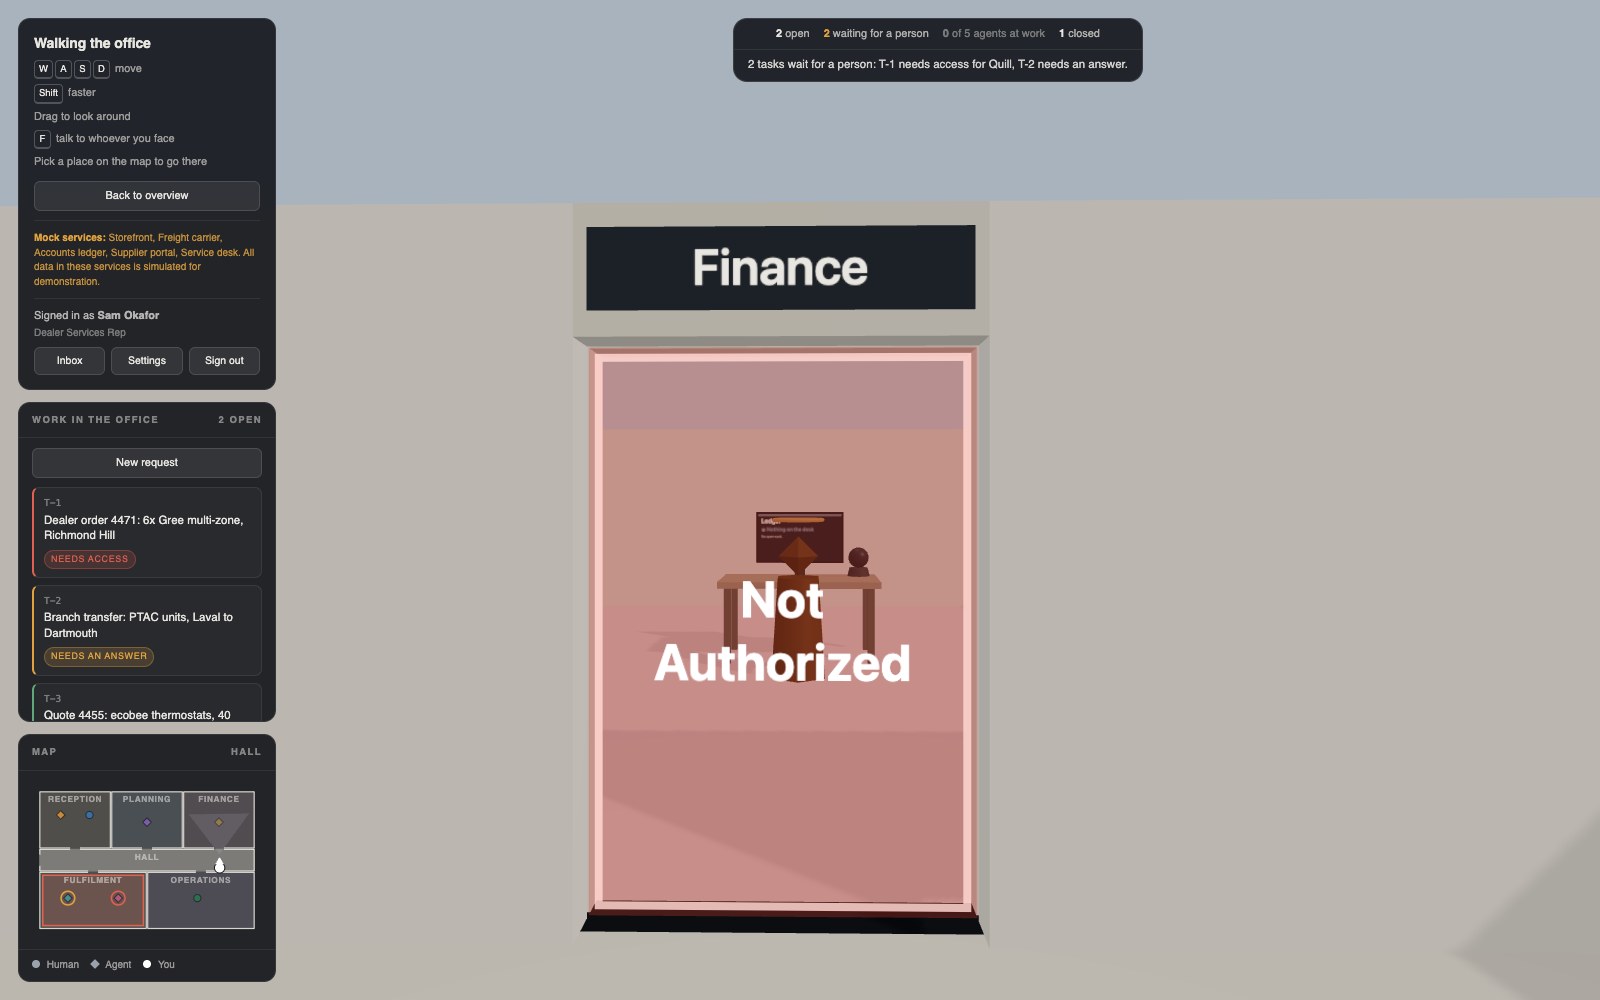 Walking the office
W A S D move
Shift faster
Drag to look around
F talk to whoever you face
Pick a place on the map to go there
Back to overview
Mock services: Storefront, Freight carrier,
Accounts ledger, Supplier portal, Service desk. All
data in these services is simulated for
demonstration.
Signed in as Sam Okafor
Dealer Services Rep
Inbox Settings Sign out
WORK IN THE OFFICE 2 OPEN
New request
T-1
Dealer order 4471: 6x Gree multi-zone,
Richmond Hill
NEEDS ACCESS
T-2
Branch transfer: PTAC units, Laval to
Dartmouth
NEEDS AN ANSWER
T-3
Quote 4455: ecobee thermostats, 40
MAP HALL
RECEPTION PLANNING FINANCE
HALL
FULFILMENT OPERATIONS
Human Agent You
2 open 2 waiting for a person 0 of 5 agents at work 1 closed
2 tasks wait for a person: T-1 needs access for Quill, T-2 needs an answer.
Finance
Nothing on the desk
Not
Authorized